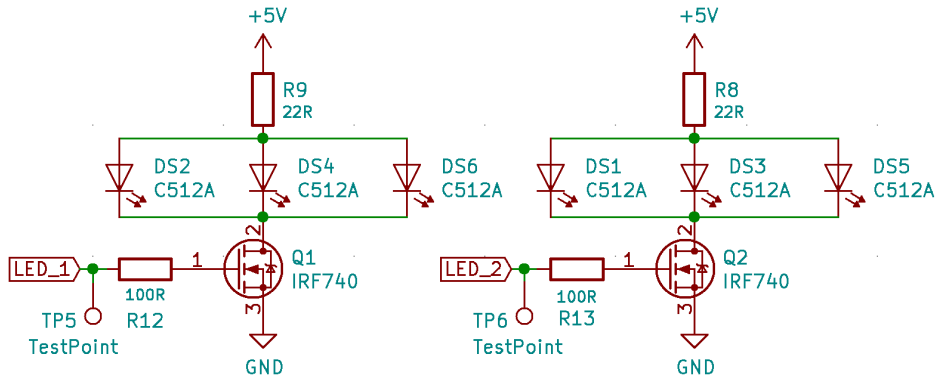 +5V
R9
22R
DS2
C512A
DS4
C512A
DS6
C512A
2
Q1
IRF740
LED_1
1
100R
R12
3
TP5
TestPoint
GND
+5V
R8
22R
DS1
C512A
DS3
C512A
DS5
C512A
2
Q2
IRF740
LED_2
1
100R
R13
3
TP6
TestPoint
GND